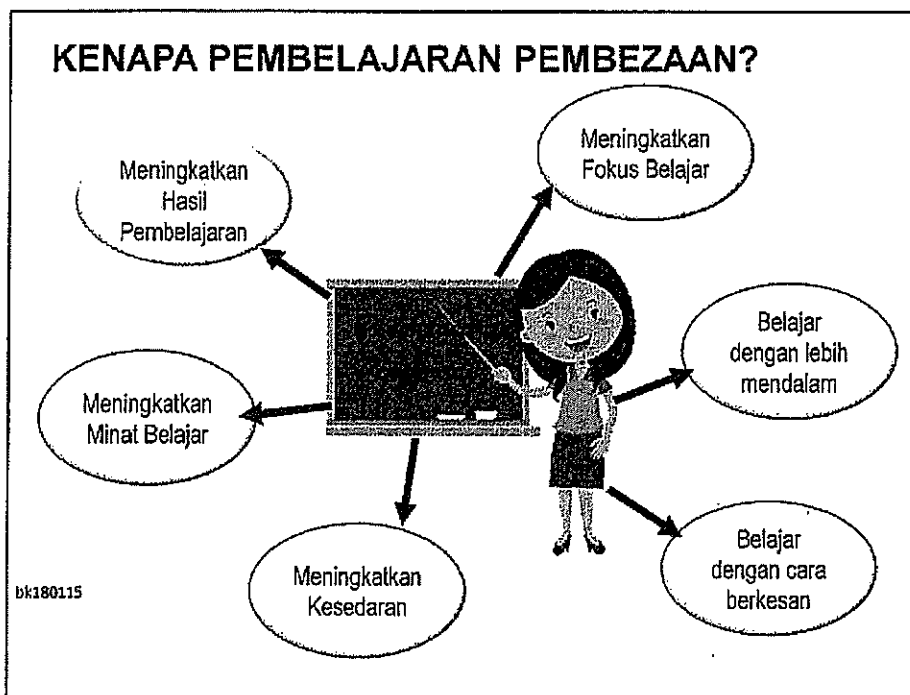 KENAPA PEMBELAJARAN PEMBEZAAN?
Meningkatkan
Fokus Belajar
Meningkatkan
Hasil
Pembelajaran
Belajar
dengan lebih
mendalam
Meningkatkan
Minat Belajar
Belajar
dengan cara
berkesan
Meningkatkan
Kesedaran
bk180115